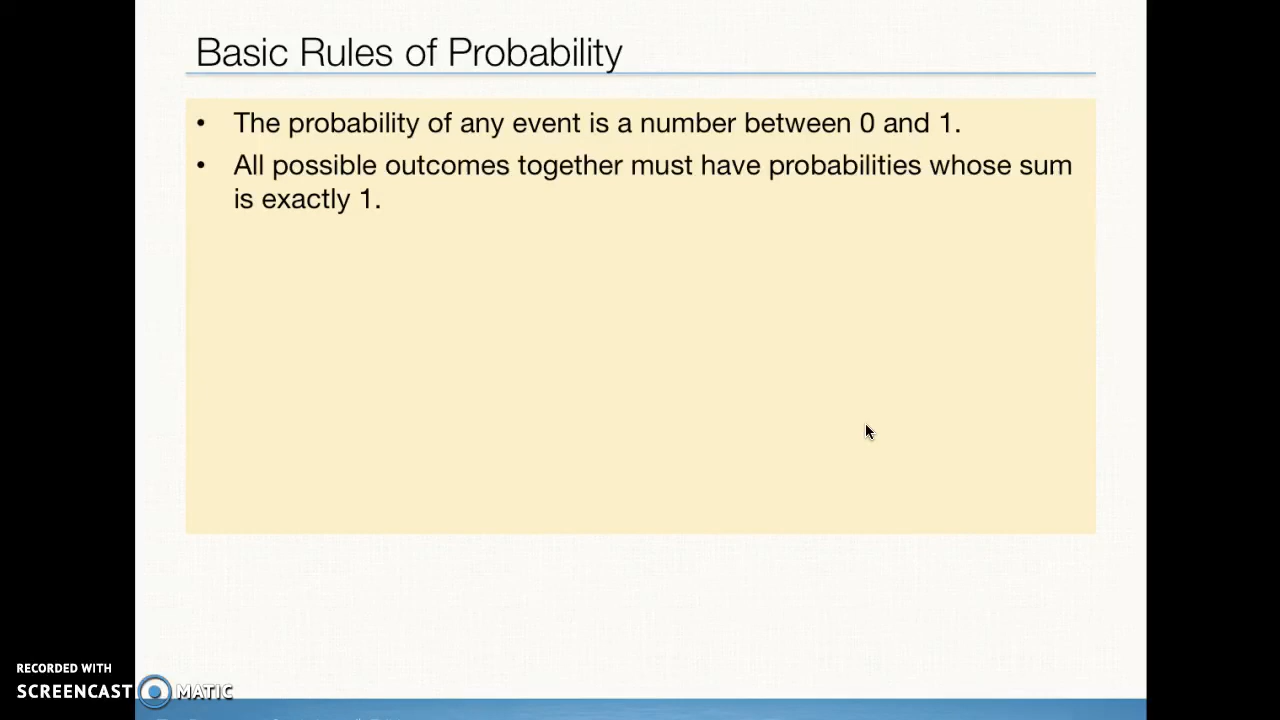 Basic Rules of Probability
• The probability of any event is a number between 0 and 1.
• All possible outcomes together must have probabilities whose sum
is exactly 1.
RECORDED WITH
SCREENCAST MATIC